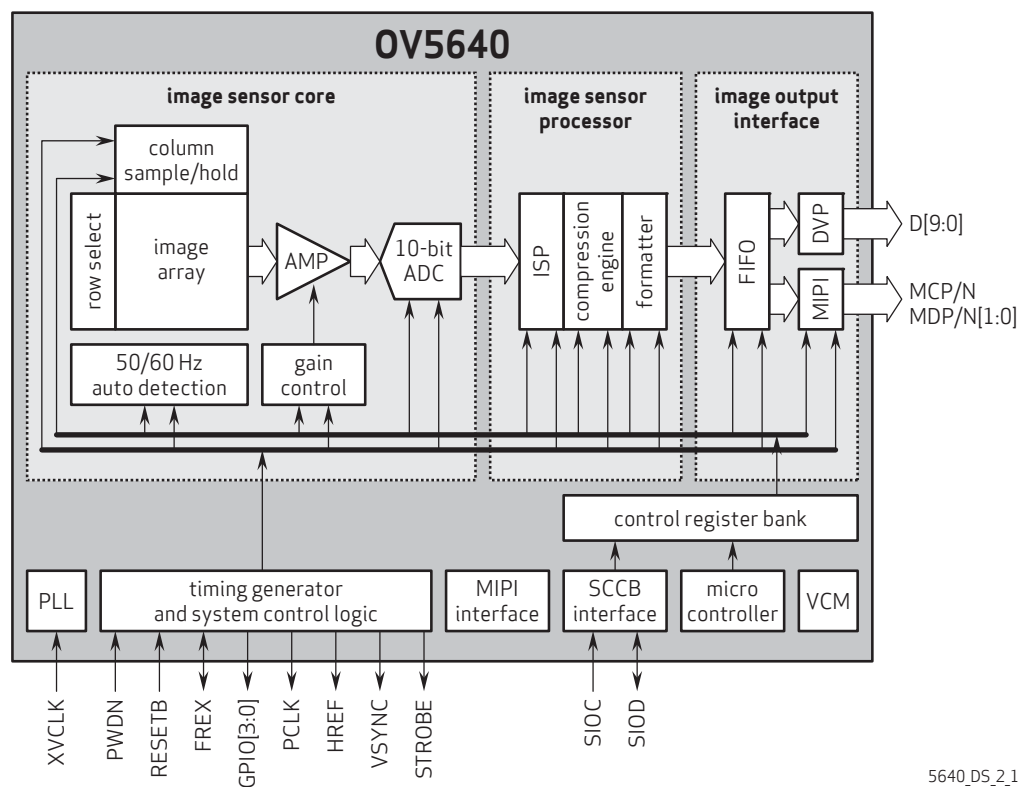 OV5640
image sensor core
image sensor
processor
image output
interface
column
sample/hold
row select
image
array
AMP
10-bit
ADC
ISP
compression
engine
formatter
FIFO
DVP
MIPI
D[9:0]
MCP/N
MDP/N[1:0]
50/60 Hz
auto detection
gain
control
control register bank
PLL
timing generator
and system control logic
MIPI
interface
SCCB
interface
micro
controller
VCM
XVCLK
PWDN
RESETB
FREX
GPIO[3:0]
PCLK
HREF
VSYNC
STROBE
SIOC
SIOD
5640_DS_2_1